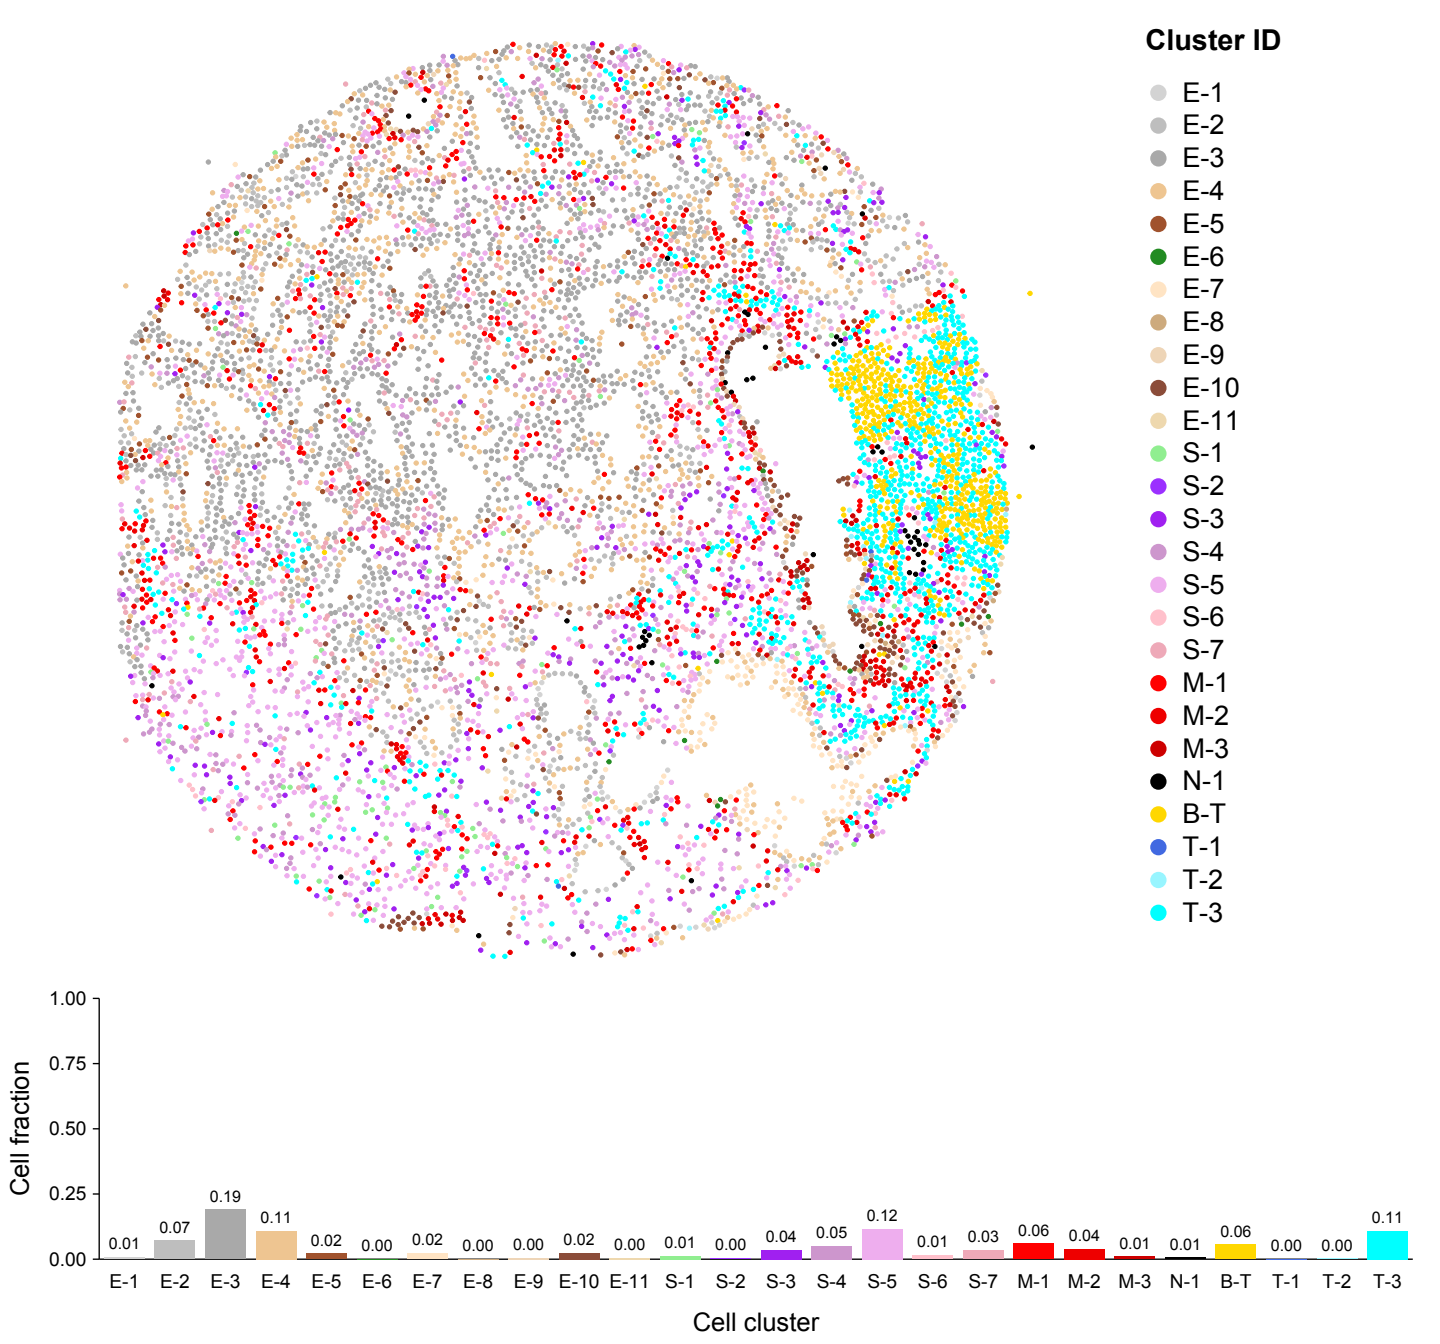 Cluster ID
E-1
E-2
E-3
E-4
E-5
E-6
E-7
E-8
E-9
E-10
E-11
S-1
S-2
S-3
S-4
S-5
S-6
S-7
M-1
M-2
M-3
N-1
B-T
T-1
T-2
T-3
1.00
0.75
0.50
0.25
0.00
Cell fraction
0.01 0.07 0.19 0.11 0.02 0.00 0.02 0.00 0.00 0.02 0.00 0.01 0.00 0.04 0.05 0.12 0.01 0.03 0.06 0.04 0.01 0.01 0.06 0.00 0.00 0.11
E-1 E-2 E-3 E-4 E-5 E-6 E-7 E-8 E-9 E-10 E-11 S-1 S-2 S-3 S-4 S-5 S-6 S-7 M-1 M-2 M-3 N-1 B-T T-1 T-2 T-3
Cell cluster